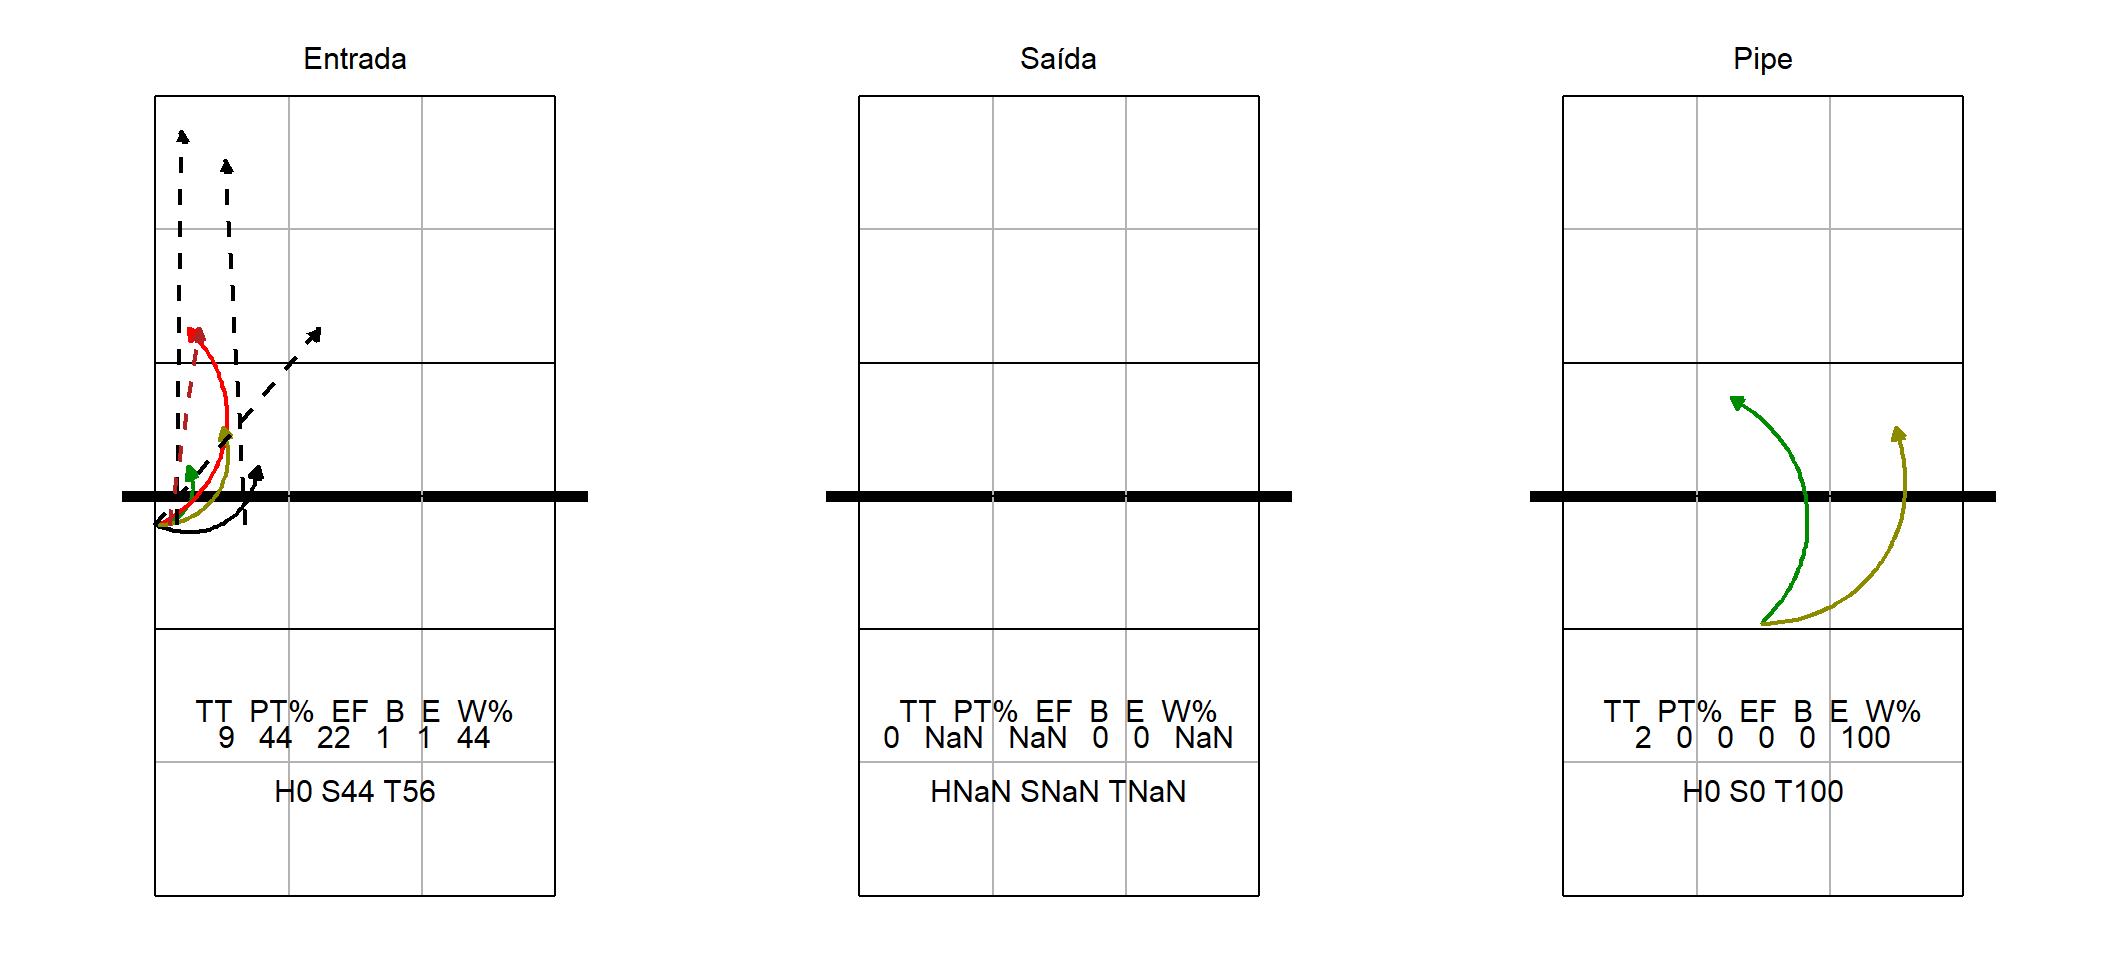 Entrada
TT PT% EF B E W%
9 44 22 1 1 44
H0 S44 T56
Saída
TT PT% EF B E W%
0 NaN NaN 0 0 NaN
HNaN SNaN TNaN
Pipe
TT PT% EF B E W%
2 0 0 0 0 100
H0 S0 T100